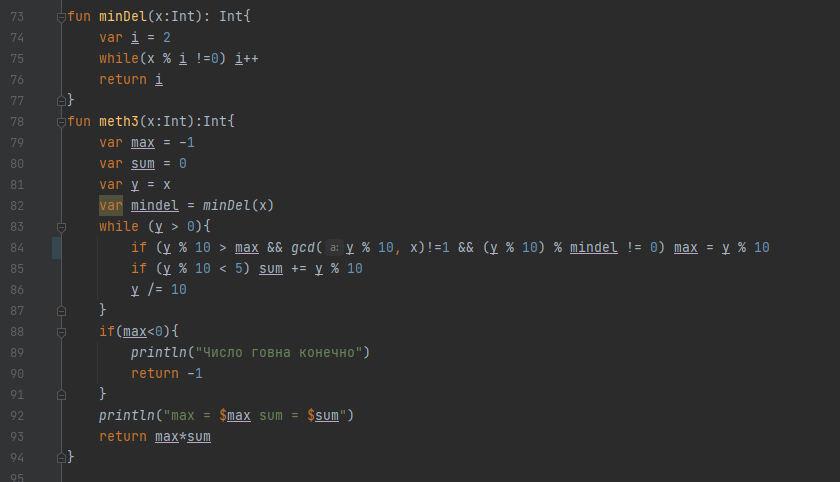 73 fun minDel(x:Int): Int{
74 var i = 2
75 while(x % i !=0) i++
76 return i
77 }
78 fun meth3(x:Int):Int{
79 var max = -1
80 var sum = 0
81 var y = x
82 var mindel = minDel(x)
83 while (y > 0){
84 if (y % 10 > max && gcd( a: y % 10, x)!=1 && (y % 10) % mindel != 0) max = y % 10
85 if (y % 10 < 5) sum += y % 10
86 y /= 10
87 }
88 if(max<0){
89 println("Число говна конечно")
90 return -1
91 }
92 println("max = $max sum = $sum")
93 return max*sum
94 }
95